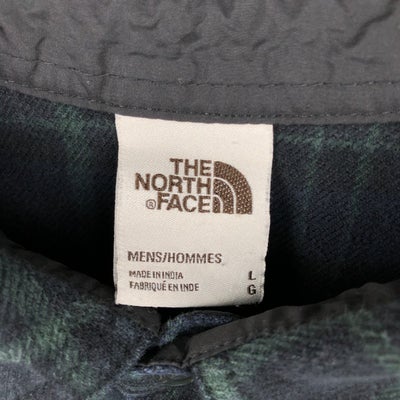 THE
NORTH
®FACE
MENS/HOMMES
MADE IN INDIA L
FABRIQUÉ EN INDE G